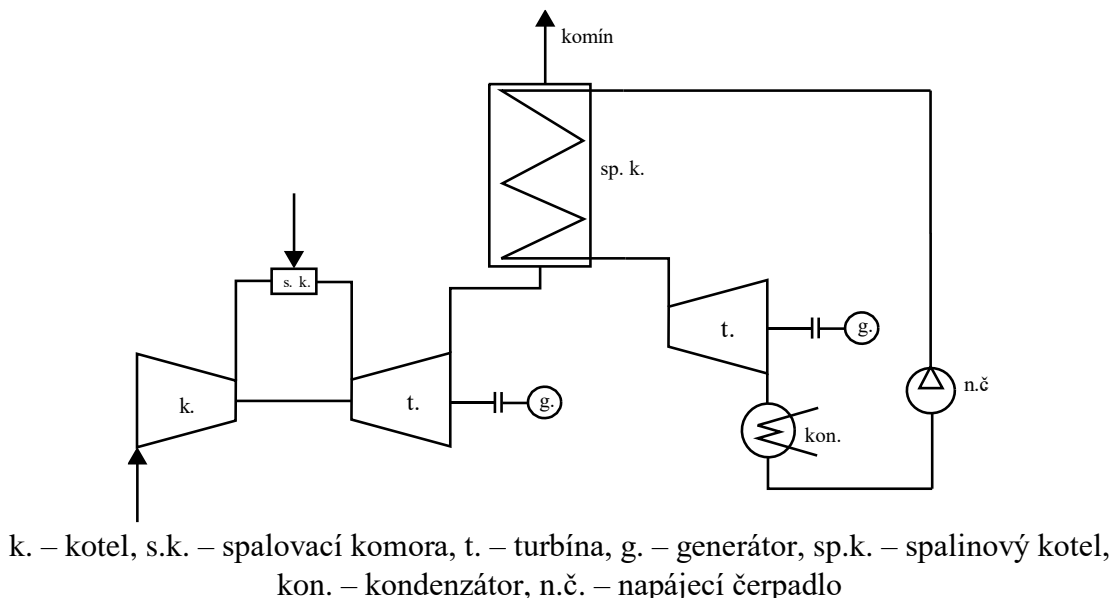 komín
sp. k.
s. k.
t.
g.
k.
t.
g.
n.č
kon.
k. – kotel, s.k. – spalovací komora, t. – turbína, g. – generátor, sp.k. – spalinový kotel,
kon. – kondenzátor, n.č. – napájecí čerpadlo